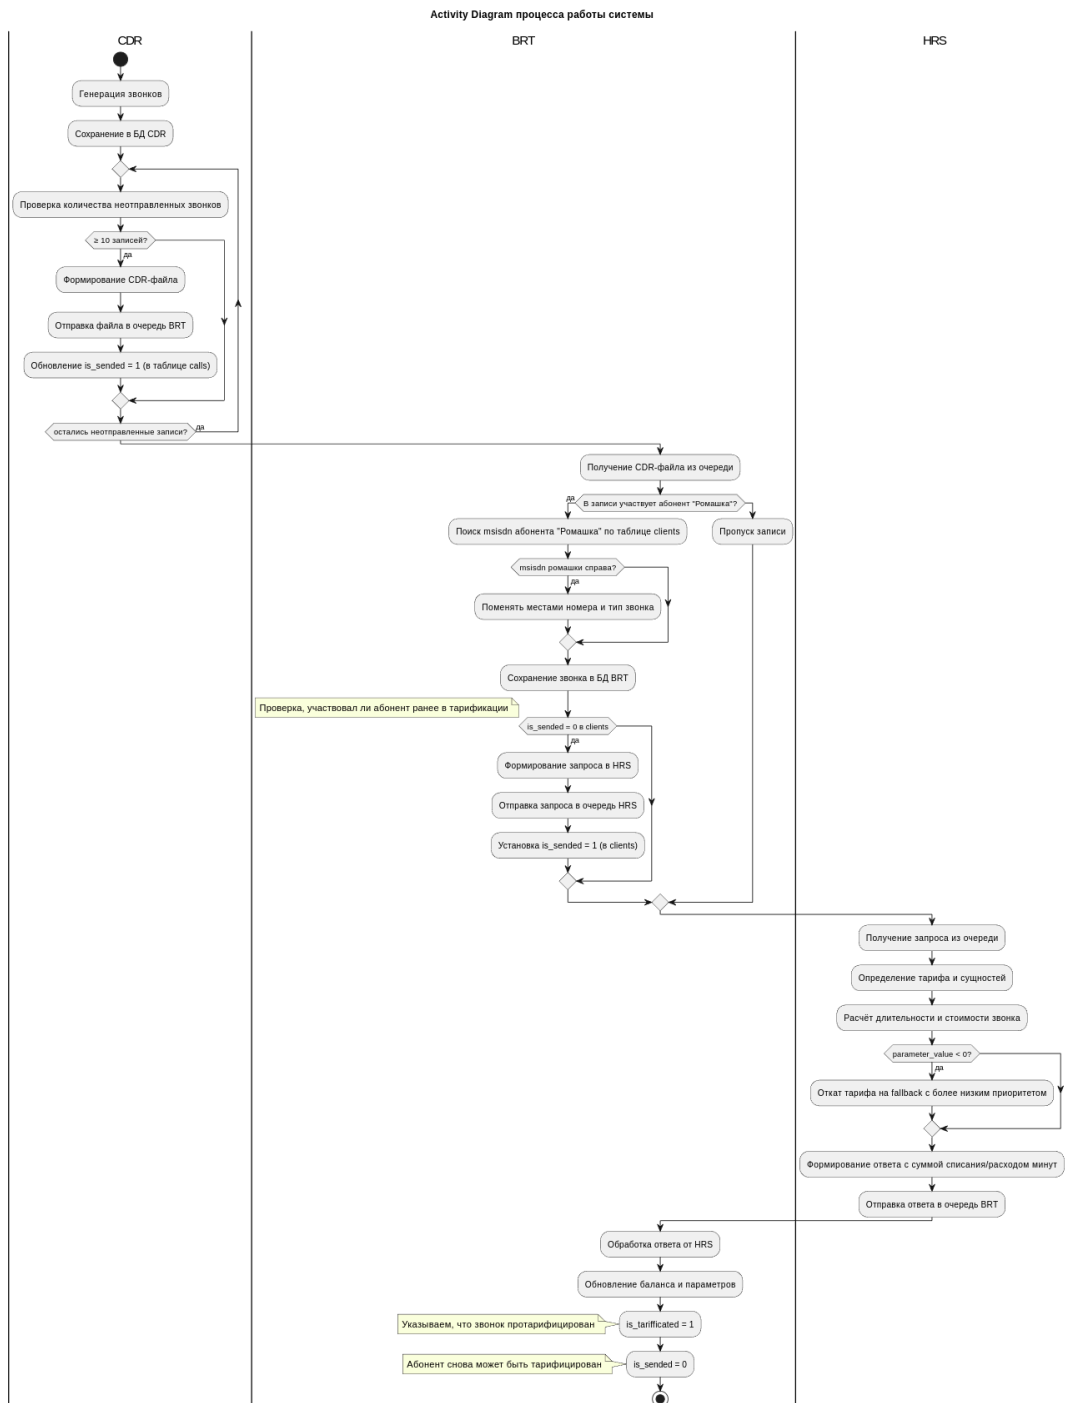 Activity Diagram процесса работы системы
CDR
BRT
HRS
Генерация звонков
Сохранение в БД CDR
Проверка количества неотправленных звонков
≥ 10 записей?
да
Формирование CDR-файла
Отправка файла в очередь BRT
Обновление is_sended = 1 (в таблице calls)
остались неотправленные записи?
да
Получение CDR-файла из очереди
да
В записи участвует абонент "Ромашка"?
Поиск msisdn абонента "Ромашка" по таблице clients
Пропуск записи
msisdn ромашки справа?
да
Поменять местами номера и тип звонка
Сохранение звонка в БД BRT
Проверка, участвовал ли абонент ранее в тарификации
is_sended = 0 в clients
да
Формирование запроса в HRS
Отправка запроса в очередь HRS
Установка is_sended = 1 (в clients)
Получение запроса из очереди
Определение тарифа и сущностей
Расчёт длительности и стоимости звонка
parameter_value < 0?
да
Откат тарифа на fallback с более низким приоритетом
Формирование ответа с суммой списания/расходом минут
Отправка ответа в очередь BRT
Обработка ответа от HRS
Обновление баланса и параметров
Указываем, что звонок протарифицирован
is_tarifficated = 1
Абонент снова может быть тарифицирован
is_sended = 0